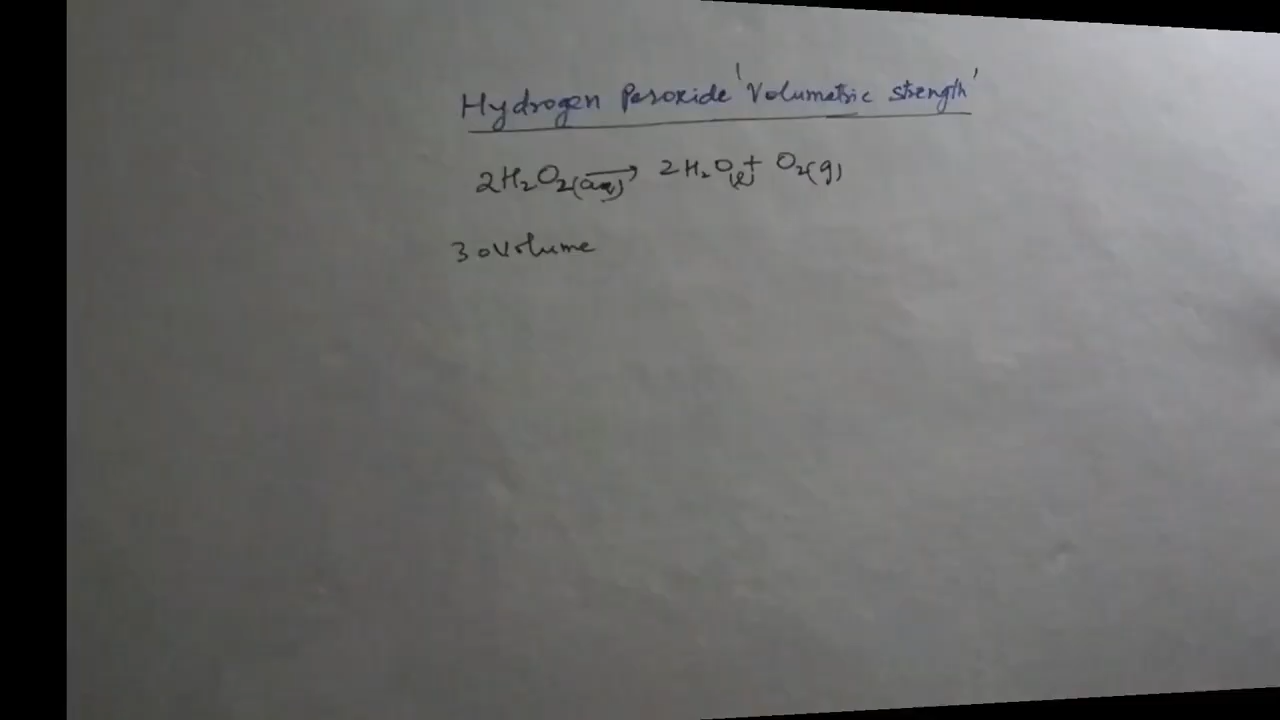 Hydrogen Peroxide 'Volumetric strength'
2H₂O₂(aq) → 2H₂O(l) + O₂(g)
30 Volume